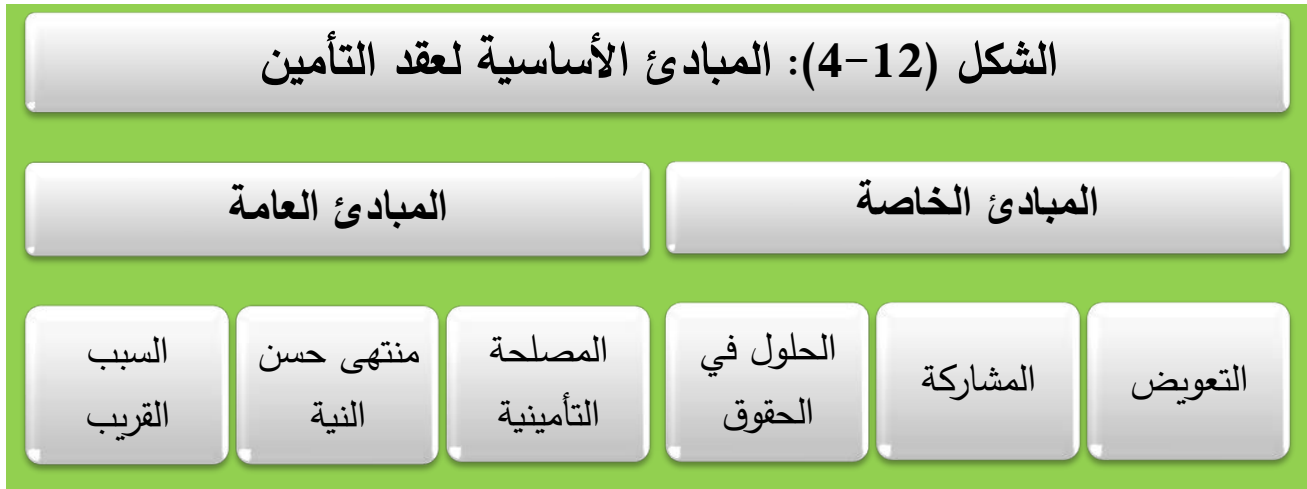 الشكل (12-4): المبادئ الأساسية لعقد التأمين
المبادئ الخاصة
المبادئ العامة
التعويض
المشاركة
الحلول في
الحقوق
المصلحة
التأمينية
منتهى حسن
النية
السبب
القريب